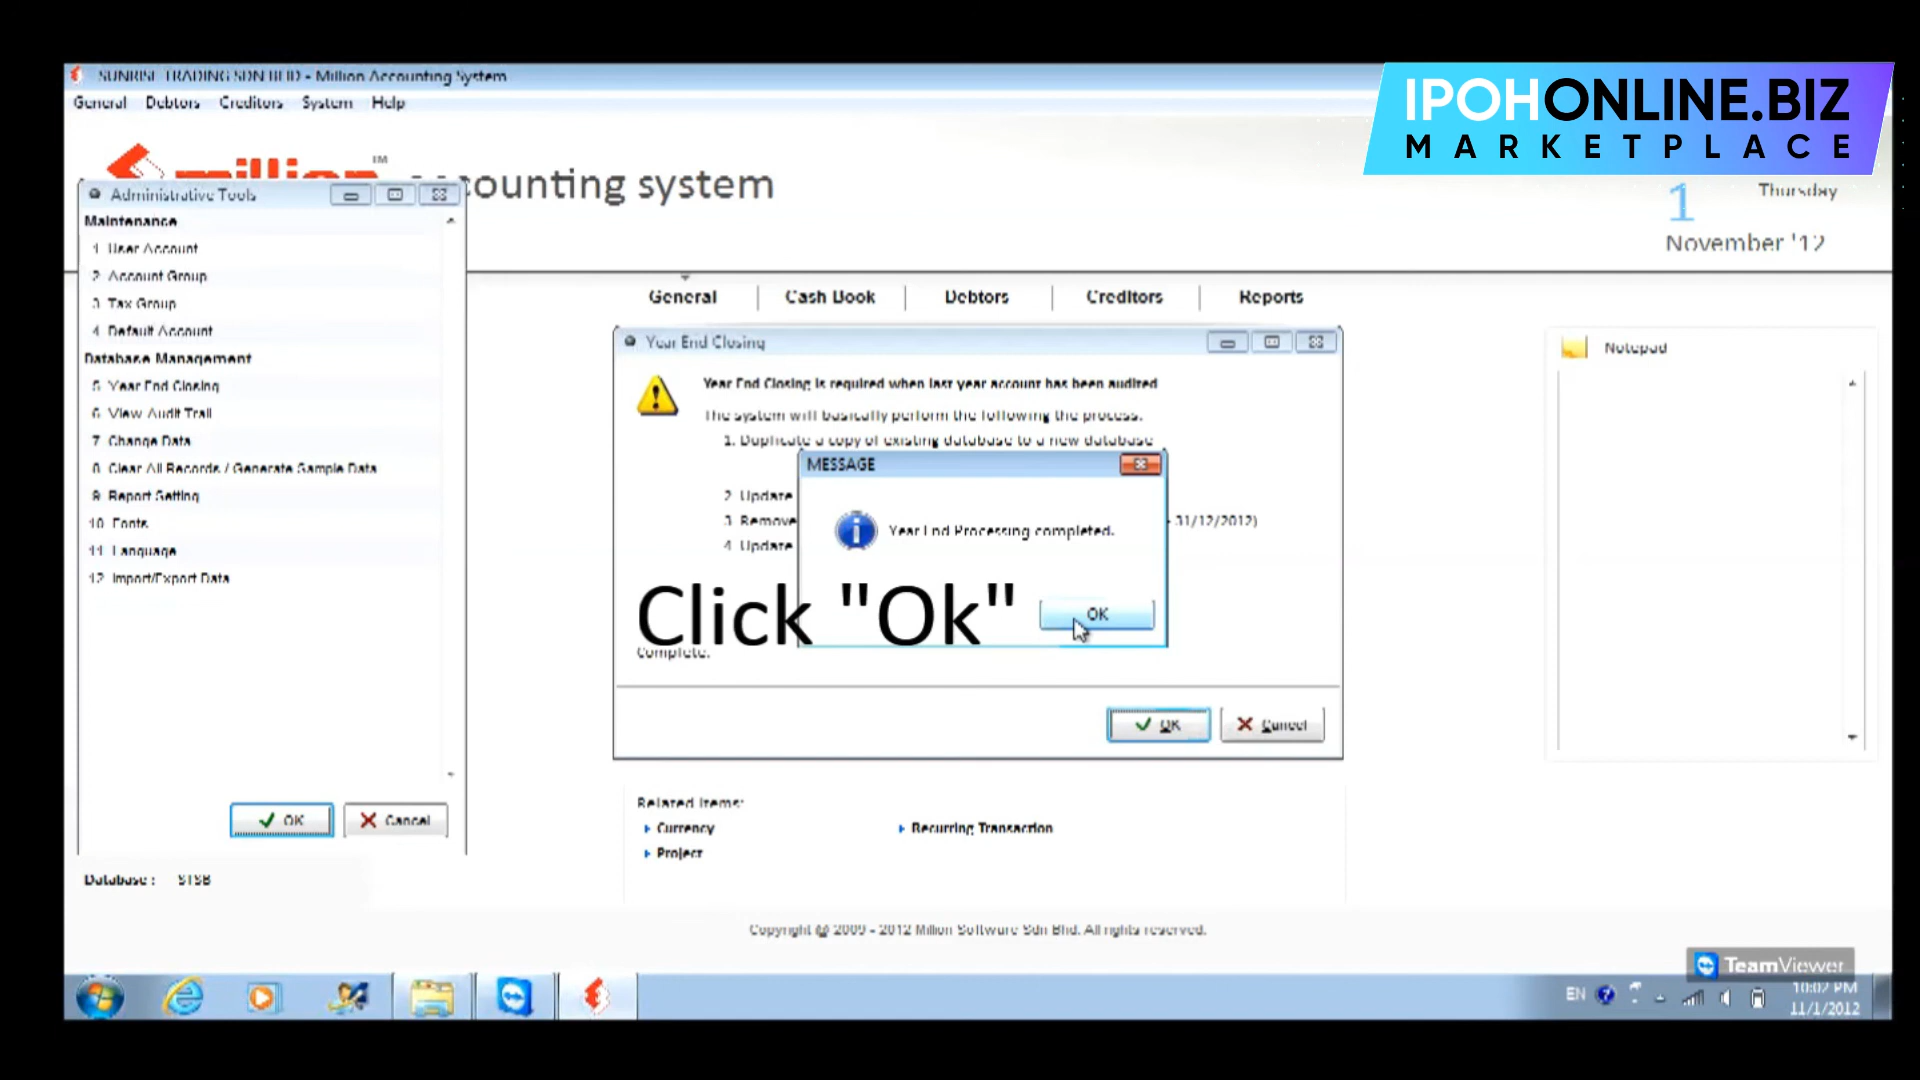 SUNRISE TRADING SDN BHD - Million Accounting System
General Debtors Creditors System Help
IPOHONLINE.BIZ
MARKETPLACE
million™ accounting system
1 Thursday
November '12
Administrative Tools
Maintenance
1 User Account
2 Account Group
3 Tax Group
4 Default Account
Database Management
5 Year End Closing
6 View Audit Trail
7 Change Data
8 Clear All Records / Generate Sample Data
9 Report Setting
10 Fonts
11 Language
12 Import/Export Data
OK Cancel
Database : STSB
General Cash Book Debtors Creditors Reports
Year End Closing
Year End Closing is required when last year account has been audited
The system will basically perform the following the process.
1. Duplicate a copy of existing database to a new database
2 Update
3 Remove - 31/12/2012)
4 Update
MESSAGE
Year End Processing completed.
OK
Click "Ok"
Complete.
OK Cancel
Notepad
Related Items:
Currency Recurring Transaction
Project
Copyright @ 2009 - 2012 Million Software Sdn Bhd. All rights reserved.
TeamViewer
EN 10:02 PM
11/1/2012